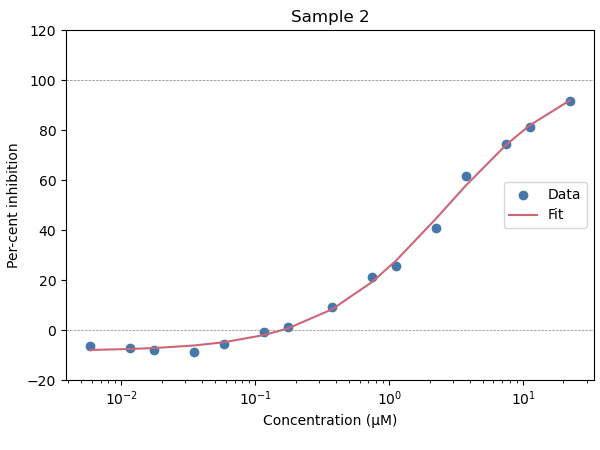 Sample 2
Per-cent inhibition
120
100
80
60
40
20
0
−20
Data
Fit
10⁻² 10⁻¹ 10⁰ 10¹
Concentration (μM)